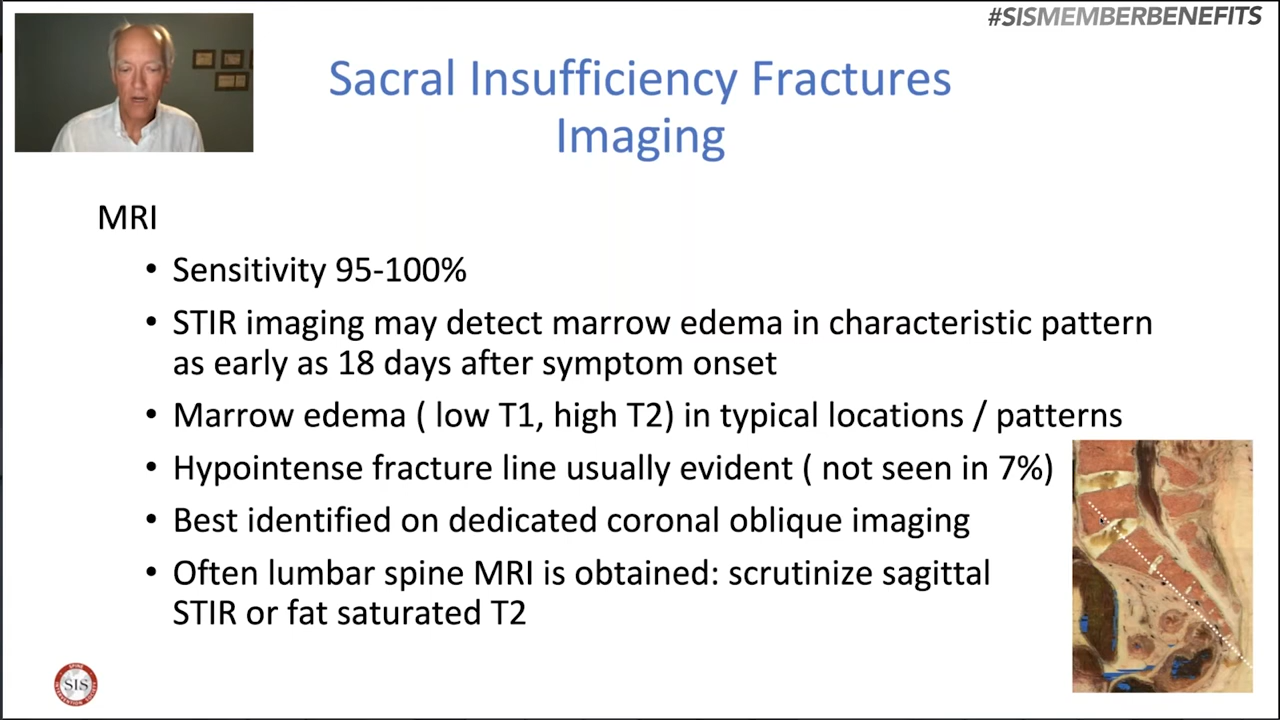 #SISMEMBERBENEFITS
Sacral Insufficiency Fractures
Imaging
MRI
• Sensitivity 95-100%
• STIR imaging may detect marrow edema in characteristic pattern
as early as 18 days after symptom onset
• Marrow edema ( low T1, high T2) in typical locations / patterns
• Hypointense fracture line usually evident ( not seen in 7%)
• Best identified on dedicated coronal oblique imaging
• Often lumbar spine MRI is obtained: scrutinize sagittal
STIR or fat saturated T2
SPINE
SIS
INTERVENTION SOCIETY